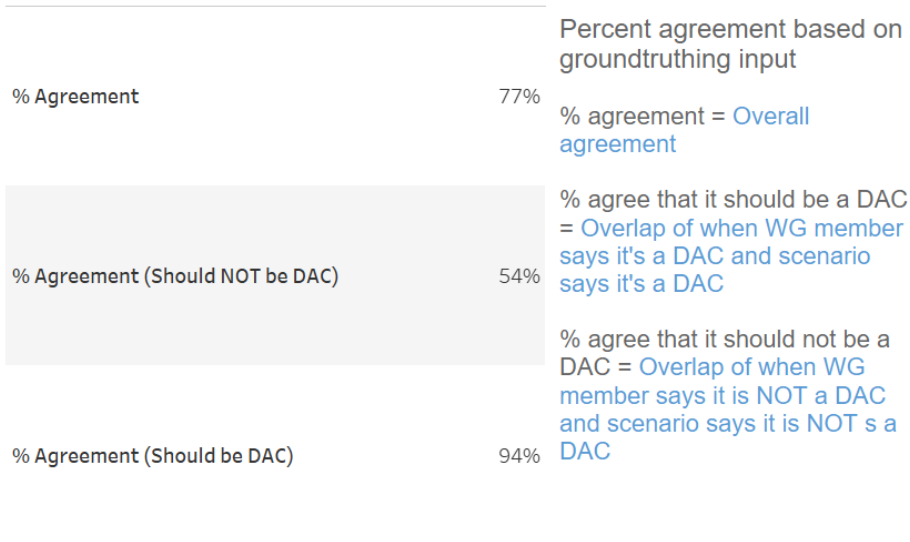 % Agreement 77%
% Agreement (Should NOT be DAC) 54%
% Agreement (Should be DAC) 94%
Percent agreement based on
groundtruthing input
% agreement = Overall
agreement
% agree that it should be a DAC
= Overlap of when WG member
says it's a DAC and scenario
says it's a DAC
% agree that it should not be a
DAC = Overlap of when WG
member says it is NOT a DAC
and scenario says it is NOT s a
DAC